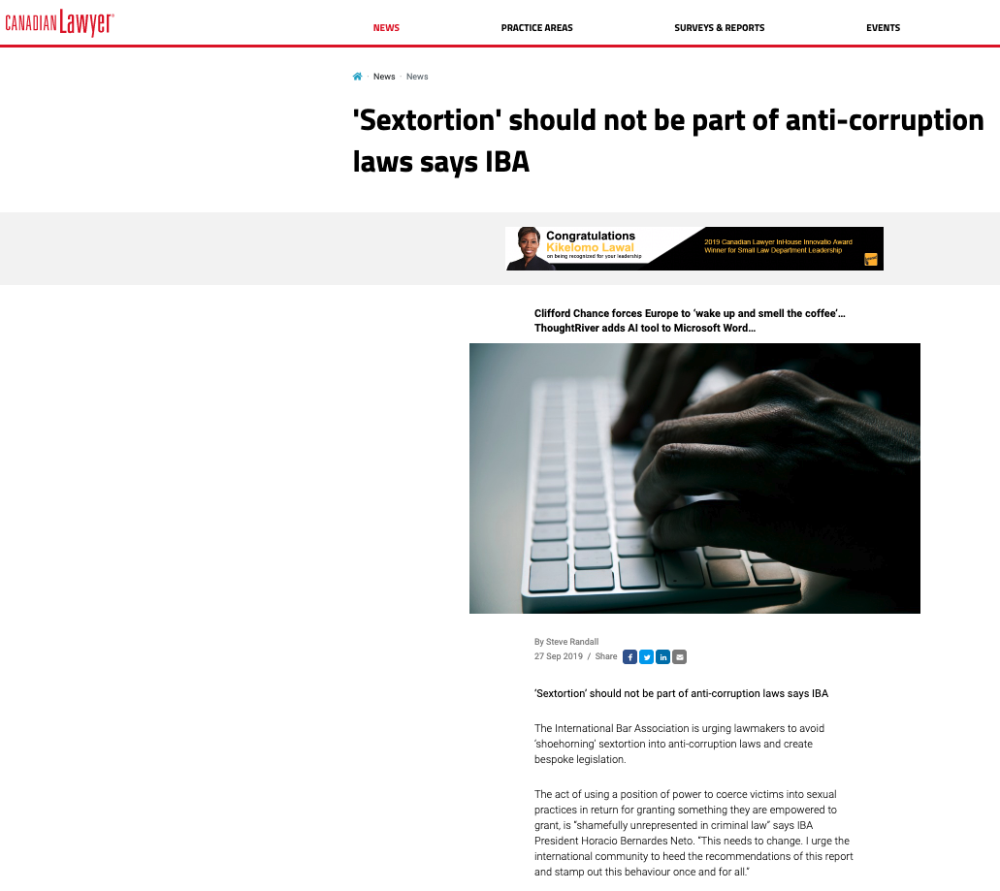 CANADIAN Lawyer
NEWS
PRACTICE AREAS
SURVEYS & REPORTS
EVENTS
News · News
'Sextortion' should not be part of anti-corruption
laws says IBA
Congratulations
Kikelomo Lawal
on being recognized for your leadership
2019 Canadian Lawyer InHouse Innovatio Award
Winner for Small Law Department Leadership
Clifford Chance forces Europe to ‘wake up and smell the coffee’…
ThoughtRiver adds AI tool to Microsoft Word…
By Steve Randall
27 Sep 2019 / Share
‘Sextortion’ should not be part of anti-corruption laws says IBA
The International Bar Association is urging lawmakers to avoid
‘shoehorning’ sextortion into anti-corruption laws and create
bespoke legislation.
The act of using a position of power to coerce victims into sexual
practices in return for granting something they are empowered to
grant, is “shamefully unrepresented in criminal law” says IBA
President Horacio Bernardes Neto. “This needs to change. I urge the
international community to heed the recommendations of this report
and stamp out this behaviour once and for all.”